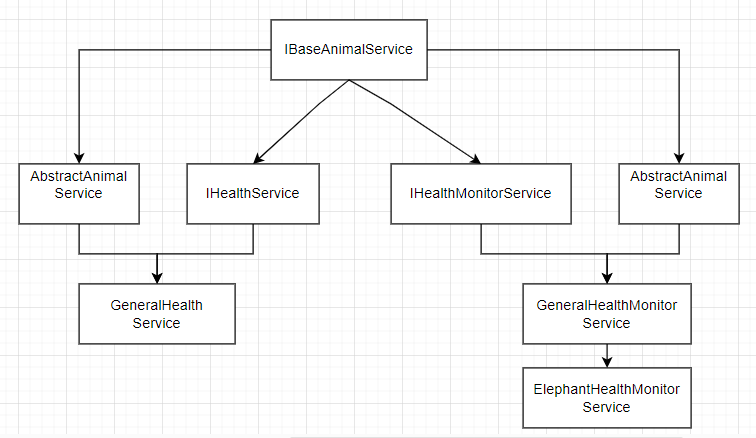 IBaseAnimalService
AbstractAnimal
Service
IHealthService
IHealthMonitorService
AbstractAnimal
Service
GeneralHealth
Service
GeneralHealthMonitor
Service
ElephantHealthMonitor
Service